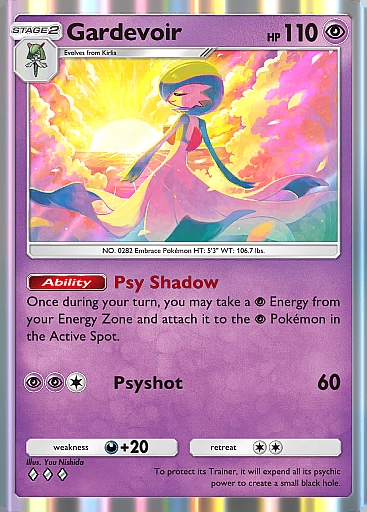 STAGE2
Gardevoir
HP 110
Evolves from Kirlia
NO. 0282 Embrace Pokémon HT: 5'3" WT: 106.7 lbs.
Ability Psy Shadow
Once during your turn, you may take a Energy from
your Energy Zone and attach it to the Pokémon in
the Active Spot.
Psyshot 60
weakness +20 retreat
Illus. Yuu Nishida
To protect its Trainer, it will expend all its psychic
power to create a small black hole.